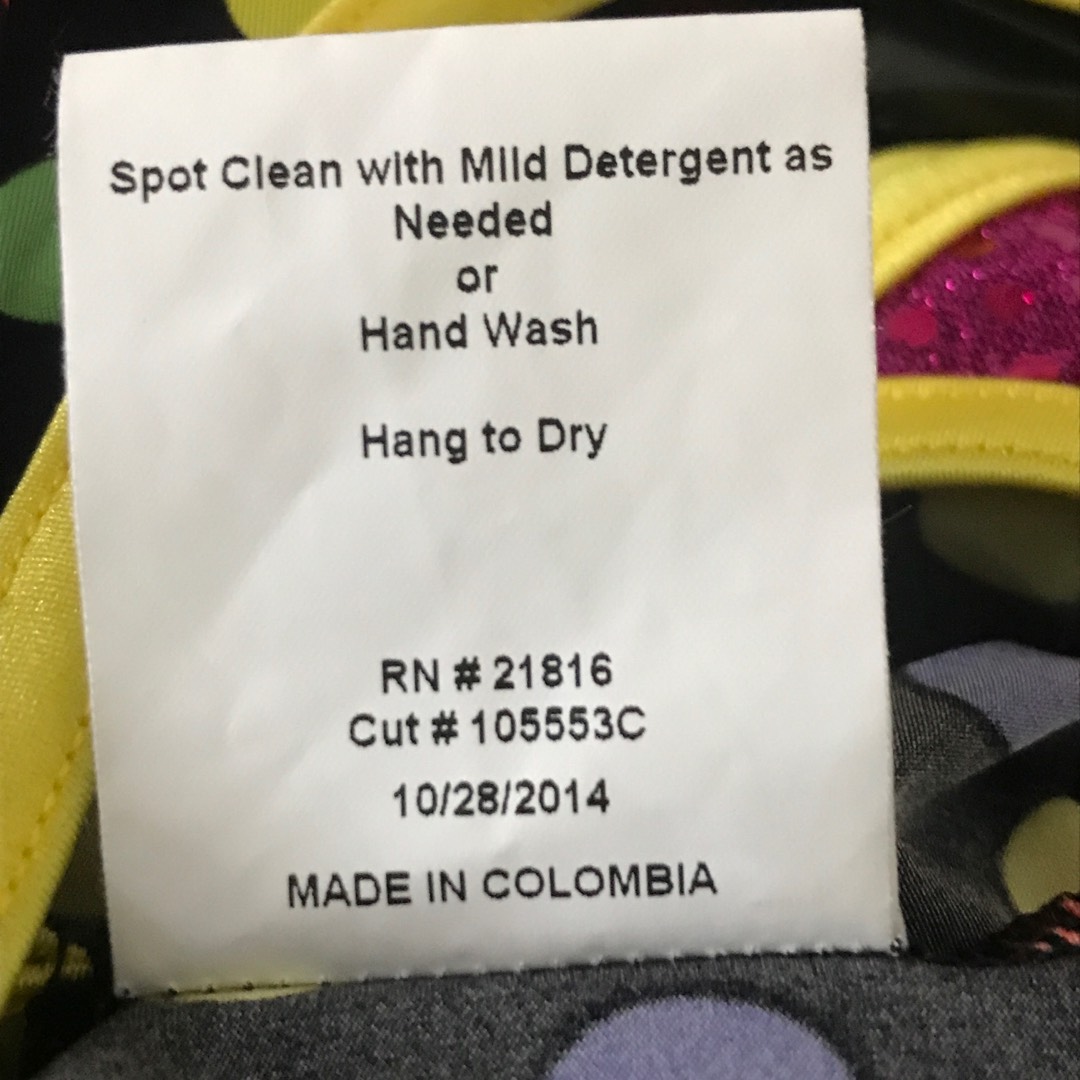 Spot Clean with Mild Detergent as
Needed
or
Hand Wash
Hang to Dry
RN # 21816
Cut # 105553C
10/28/2014
MADE IN COLOMBIA